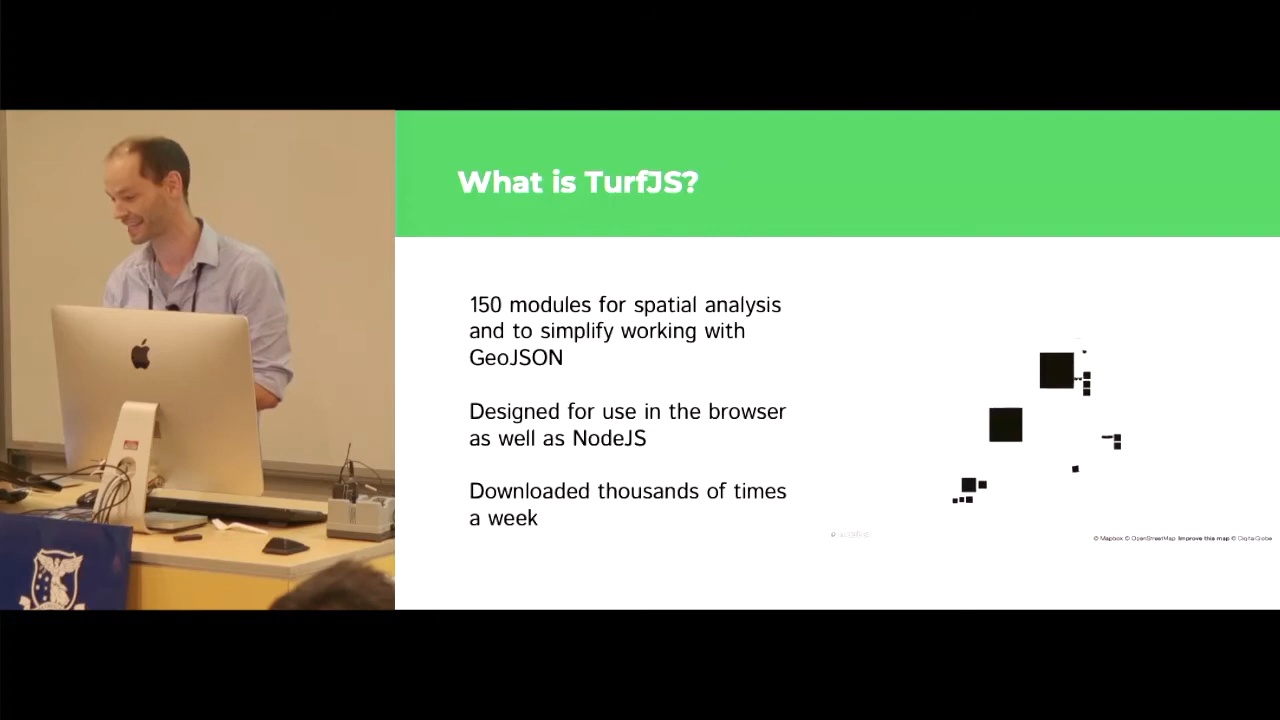 What is TurfJS?
150 modules for spatial analysis
and to simplify working with
GeoJSON
Designed for use in the browser
as well as NodeJS
Downloaded thousands of times
a week
© Mapbox © OpenStreetMap Improve this map © DigitalGlobe